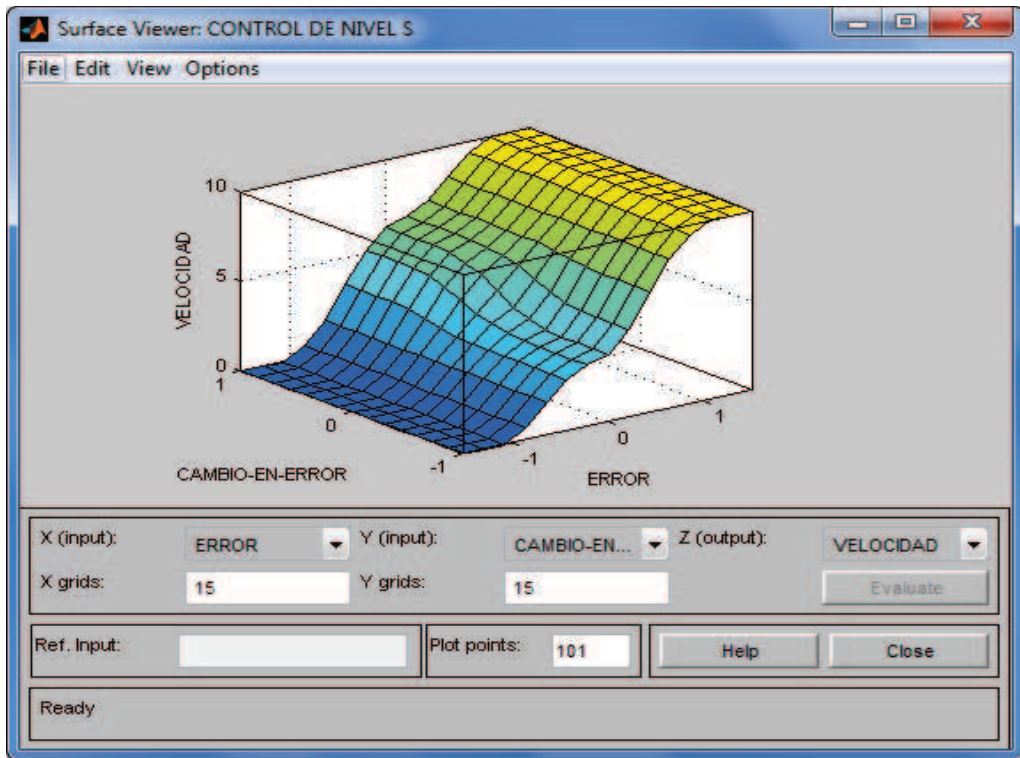 Surface Viewer: CONTROL DE NIVEL S
File Edit View Options
10
5
0
VELOCIDAD
1
0
-1
CAMBIO-EN-ERROR
-1
0
1
ERROR
X (input): ERROR Y (input): CAMBIO-EN... Z (output): VELOCIDAD
X grids: 15 Y grids: 15 Evaluate
Ref. Input: Plot points: 101 Help Close
Ready